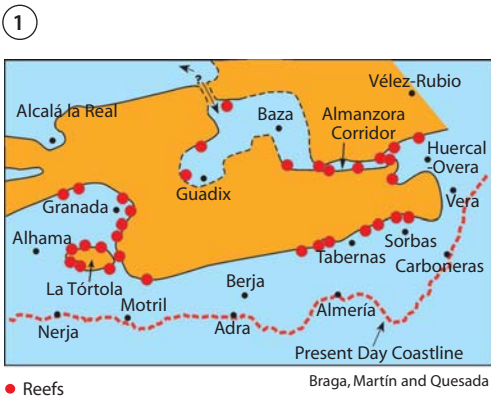 1
Vélez-Rubio
Alcalá la Real
?
Baza
Almanzora
Corridor
Huercal
-Overa
Guadix
Granada
Vera
Alhama
Sorbas
Tabernas
Carboneras
La Tórtola
Berja
Motril
Almería
Nerja
Adra
Present Day Coastline
Reefs
Braga, Martín and Quesada